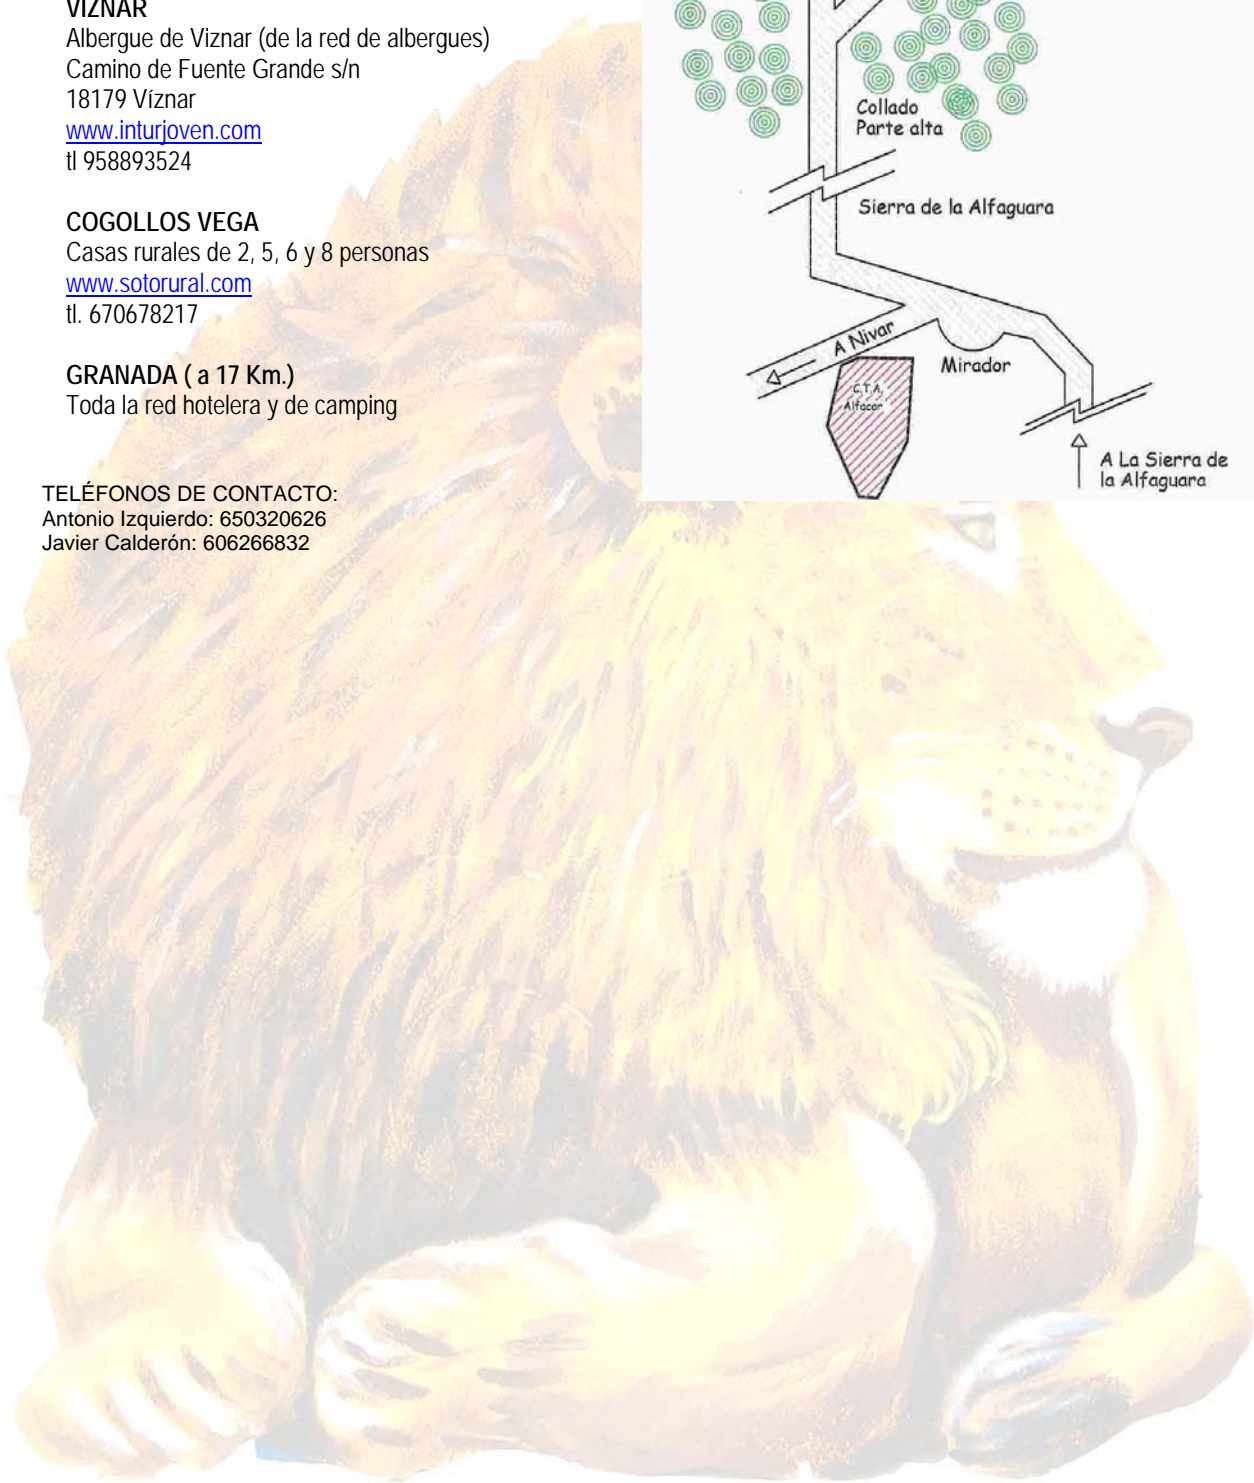 VIZNAR
Albergue de Viznar (de la red de albergues)
Camino de Fuente Grande s/n
18179 Víznar
www.inturjoven.com
tl 958893524
COGOLLOS VEGA
Casas rurales de 2, 5, 6 y 8 personas
www.sotorural.com
tl. 670678217
GRANADA ( a 17 Km.)
Toda la red hotelera y de camping
TELÉFONOS DE CONTACTO:
Antonio Izquierdo: 650320626
Javier Calderón: 606266832
Collado
Parte alta
Sierra de la Alfaguara
A Nivar
Mirador
C.T.A.
Alfacar
A La Sierra de
la Alfaguara